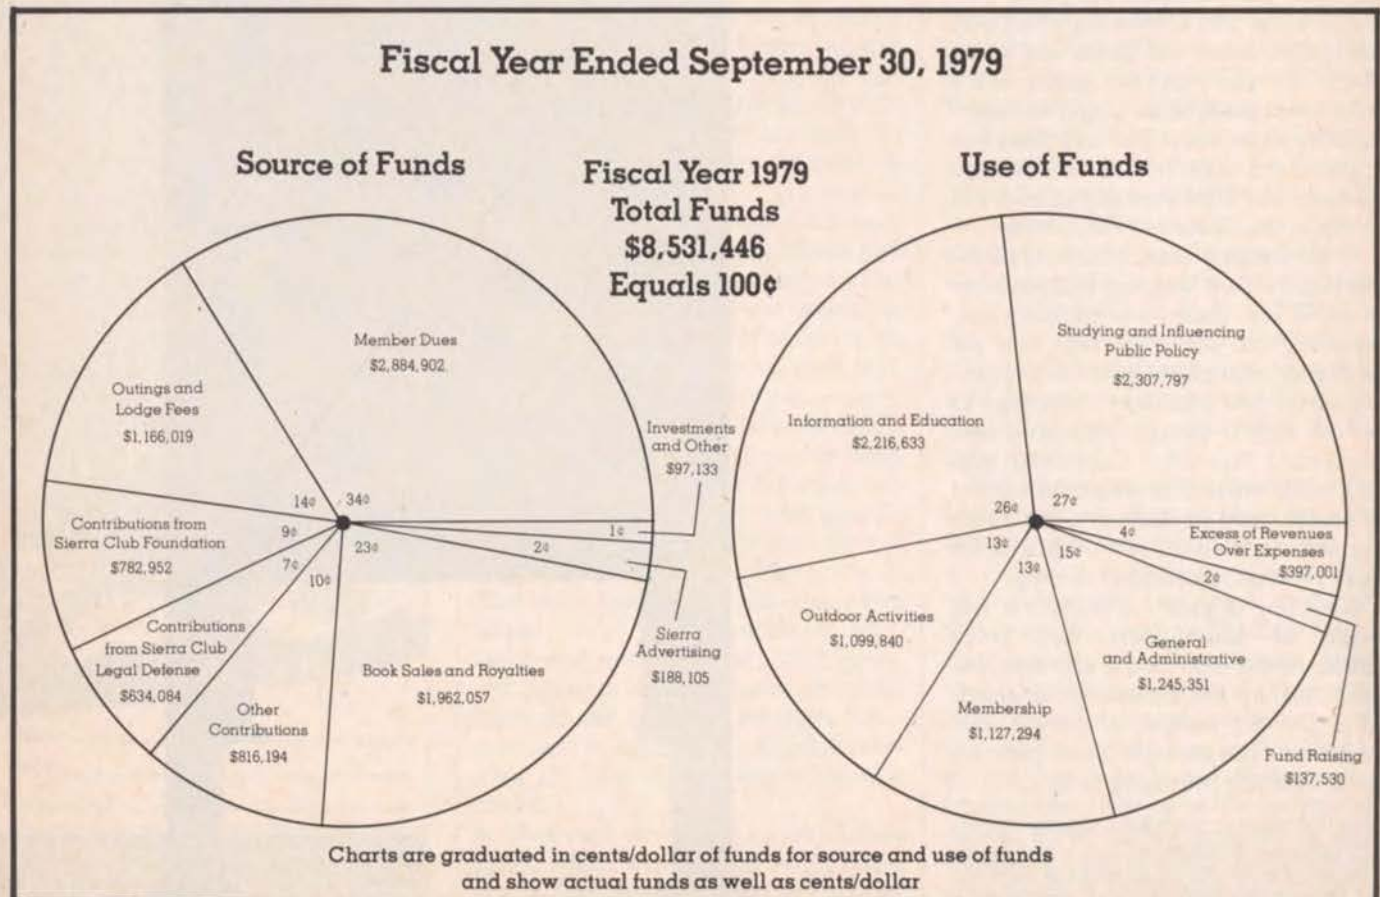 Fiscal Year Ended September 30, 1979
Source of Funds
Fiscal Year 1979
Total Funds
$8,531,446
Equals 100¢
Use of Funds
Member Dues
$2,884,902
Outings and
Lodge Fees
$1,166,019
Investments
and Other
$97,133
14¢
34¢
Contributions from
Sierra Club Foundation
$782,952
9¢
23¢
2¢
1¢
7¢
10¢
Contributions
from Sierra Club
Legal Defense
$634,084
Other
Contributions
$816,194
Book Sales and Royalties
$1,962,057
Sierra
Advertising
$188,105
Studying and Influencing
Public Policy
$2,307,797
Information and Education
$2,216,633
26¢
27¢
13¢
13¢
15¢
4¢
2¢
Excess of Revenues
Over Expenses
$397,001
Outdoor Activities
$1,099,840
General
and Administrative
$1,245,351
Membership
$1,127,294
Fund Raising
$137,530
Charts are graduated in cents/dollar of funds for source and use of funds
and show actual funds as well as cents/dollar